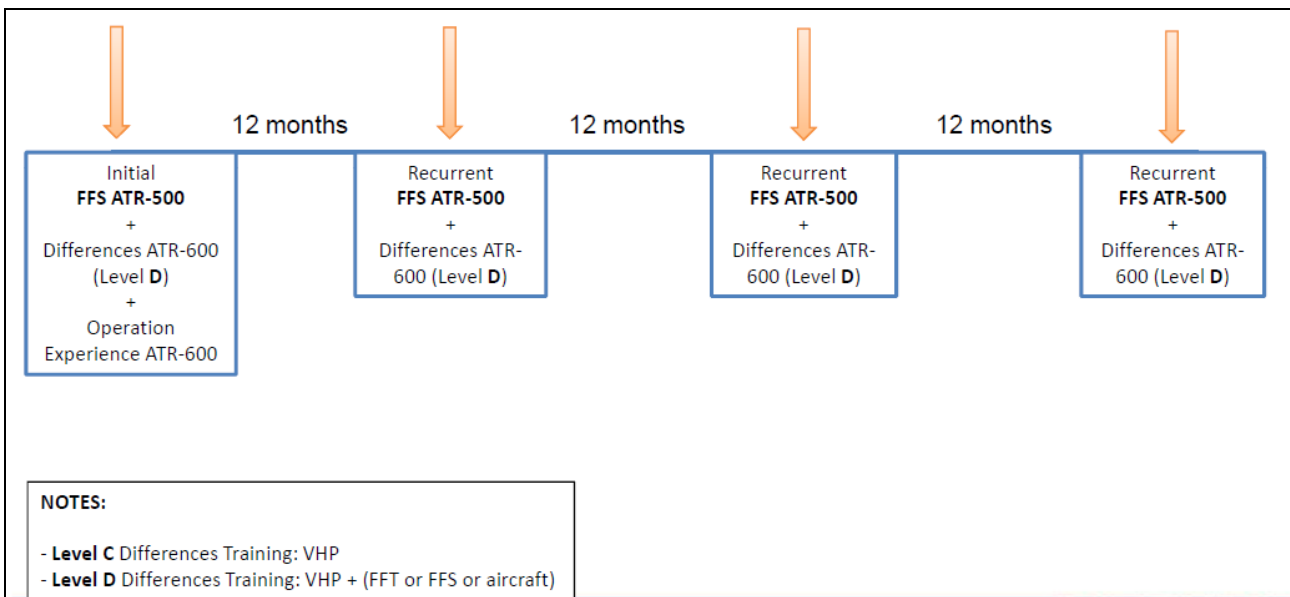 12 months
12 months
12 months
Initial
FFS ATR-500
+
Differences ATR-600
(Level D)
+
Operation
Experience ATR-600
Recurrent
FFS ATR-500
+
Differences ATR-
600 (Level D)
Recurrent
FFS ATR-500
+
Differences ATR-
600 (Level D)
Recurrent
FFS ATR-500
+
Differences ATR-
600 (Level D)
NOTES:
- Level C Differences Training: VHP
- Level D Differences Training: VHP + (FFT or FFS or aircraft)